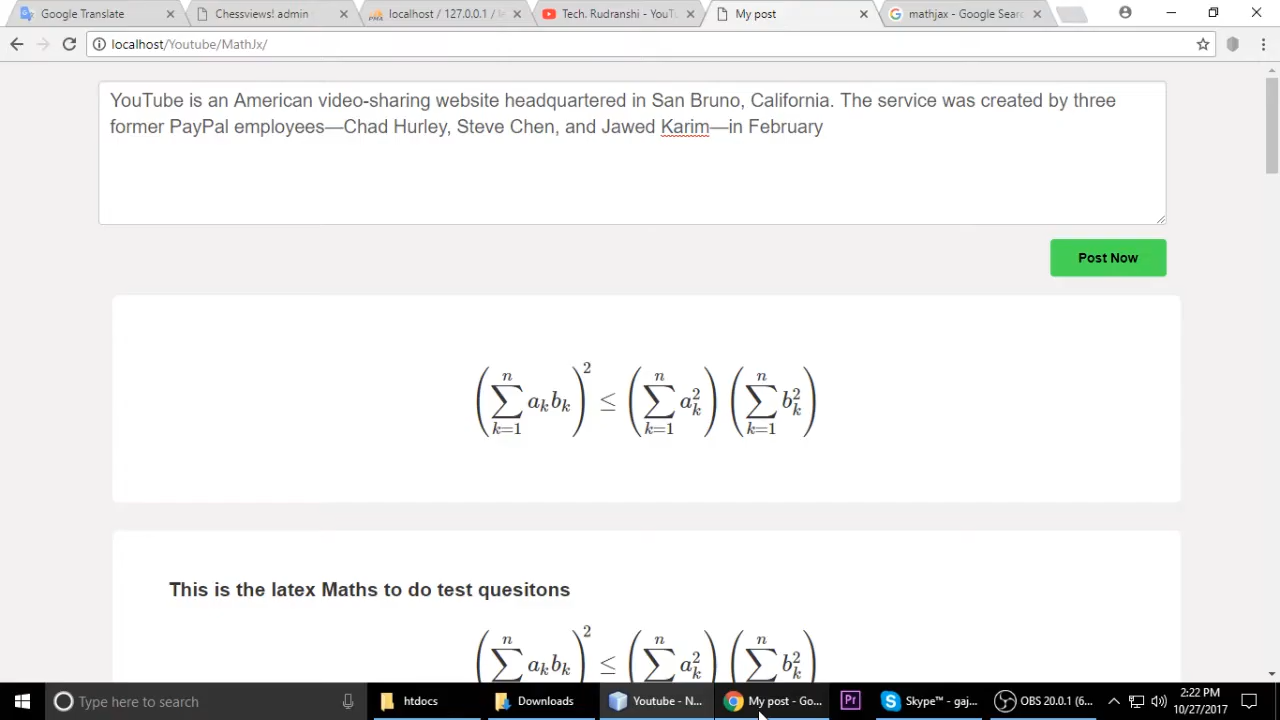 Google Translate
Chessviews! admin
localhost / 127.0.0.1 / 
Tech. Rudranshi - YouT
My post
mathjax - Google Sear
localhost/Youtube/MathJx/
YouTube is an American video-sharing website headquartered in San Bruno, California. The service was created by three
former PayPal employees—Chad Hurley, Steve Chen, and Jawed Karim—in February
Post Now
(∑_{k=1}^{n} a_k b_k)^2 ≤ (∑_{k=1}^{n} a_k^2) (∑_{k=1}^{n} b_k^2)
This is the latex Maths to do test quesitons
(∑^{n} a_k b_k)^2 ≤ (∑^{n} a_k^2) (∑^{n} b_k^2)
Type here to search
htdocs
Downloads
Youtube - N...
My post - Go...
Pr
Skype™ - gaj...
OBS 20.0.1 (6...
2:22 PM
10/27/2017